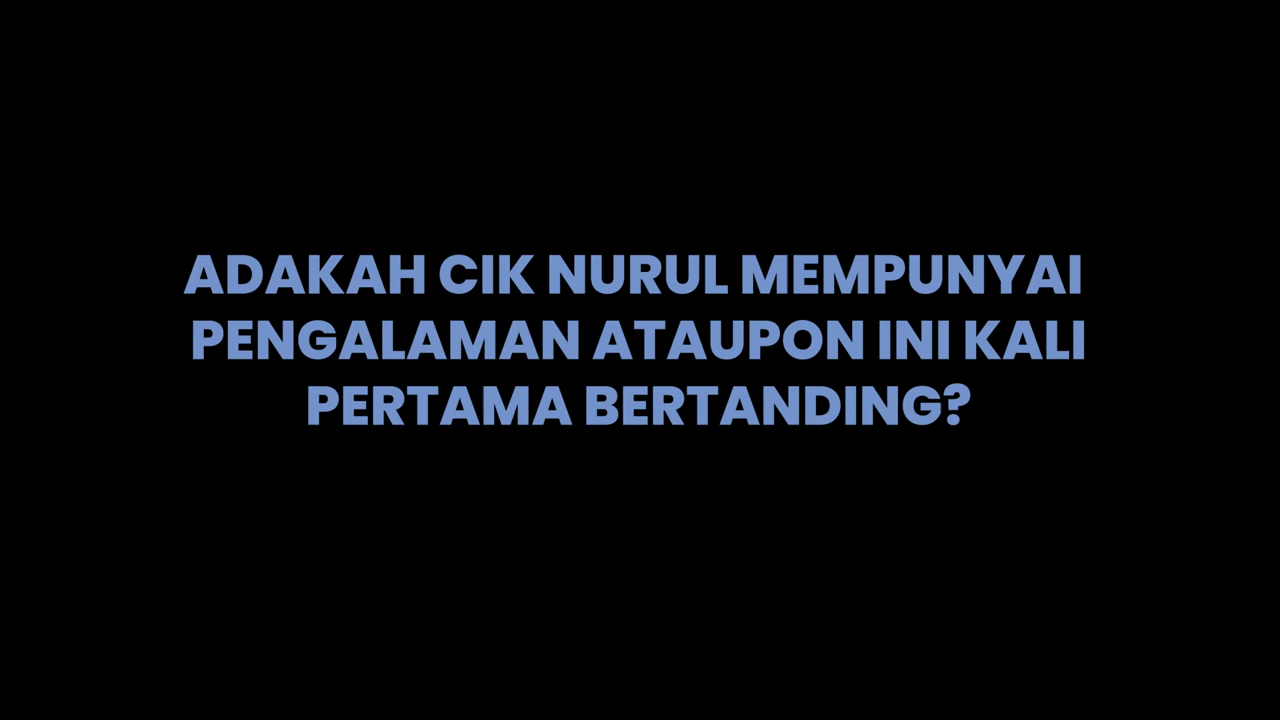 ADAKAH CIK NURUL MEMPUNYAI
PENGALAMAN ATAUPON INI KALI
PERTAMA BERTANDING?